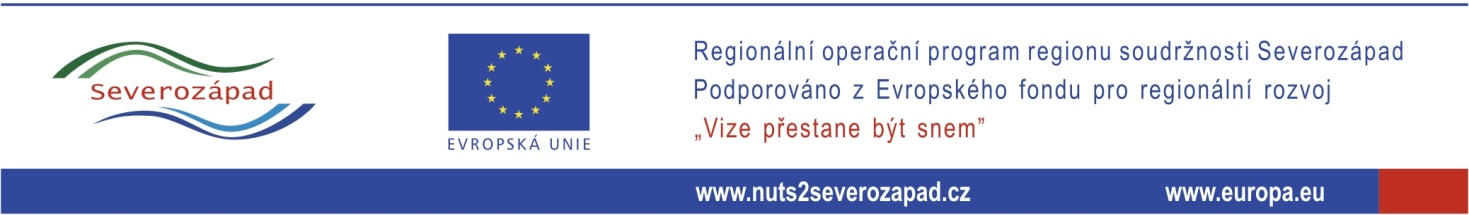 Severozápad
EVROPSKÁ UNIE
Regionální operační program regionu soudržnosti Severozápad
Podporováno z Evropského fondu pro regionální rozvoj
„Vize přestane být snem”
www.nuts2severozapad.cz
www.europa.eu